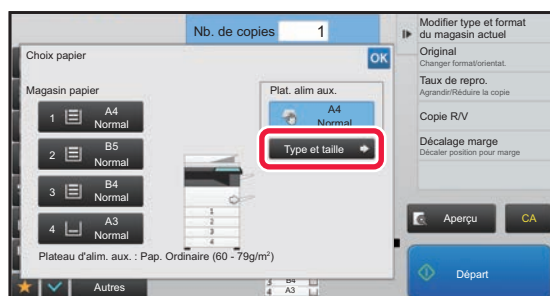 Nb. de copies 1
Choix papier
OK
Magasin papier
Plat. alim aux.
1 A4
Normal
2 B5
Normal
3 B4
Normal
4 A3
Normal
A4
Normal
Type et taille
1
2
3
4
Plateau d'alim. aux. : Pap. Ordinaire (60 - 79g/m²)
Autres
3 B4
4 A3
Modifier type et format
du magasin actuel
Original
Changer format/orientat.
Taux de repro.
Agrandir/Réduire la copie
Copie R/V
Décalage marge
Décaler position pour marge
Aperçu
CA
Départ